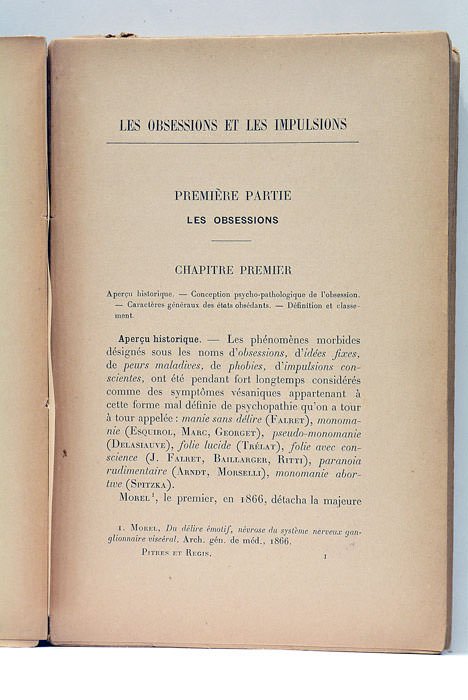 LES OBSESSIONS ET LES IMPULSIONS
PREMIÈRE PARTIE
LES OBSESSIONS
CHAPITRE PREMIER
Aperçu historique. — Conception psycho-pathologique de l'obsession.
— Caractères généraux des états obsédants. — Définition et classe-
ment.
Aperçu historique. — Les phénomènes morbides
désignés sous les noms d'obsessions, d'idées fixes,
de peurs maladives, de phobies, d'impulsions con-
scientes, ont été pendant fort longtemps considérés
comme des symptômes vésaniques appartenant à
cette forme mal définie de psychopathie qu'on a tour
à tour appelée : manie sans délire (FALRET), monoma-
nie (ESQUIROL, MARC, GEORGET), pseudo-monomanie
(DELASIAUVE), folie lucide (TRÉLAT), folie avec con-
science (J. FALRET, BAILLARGER, RITTI), paranoia
rudimentaire (ARNDT, MORSELLI), monomanie abor-
tive (SPITZKA).
MOREL¹, le premier, en 1866, détacha la majeure
1. MOREL. Du délire émotif, névrose du système nerveux gan-
glionnaire viscéral. Arch. gén. de méd., 1866.
PITRES ET REGIS. 1